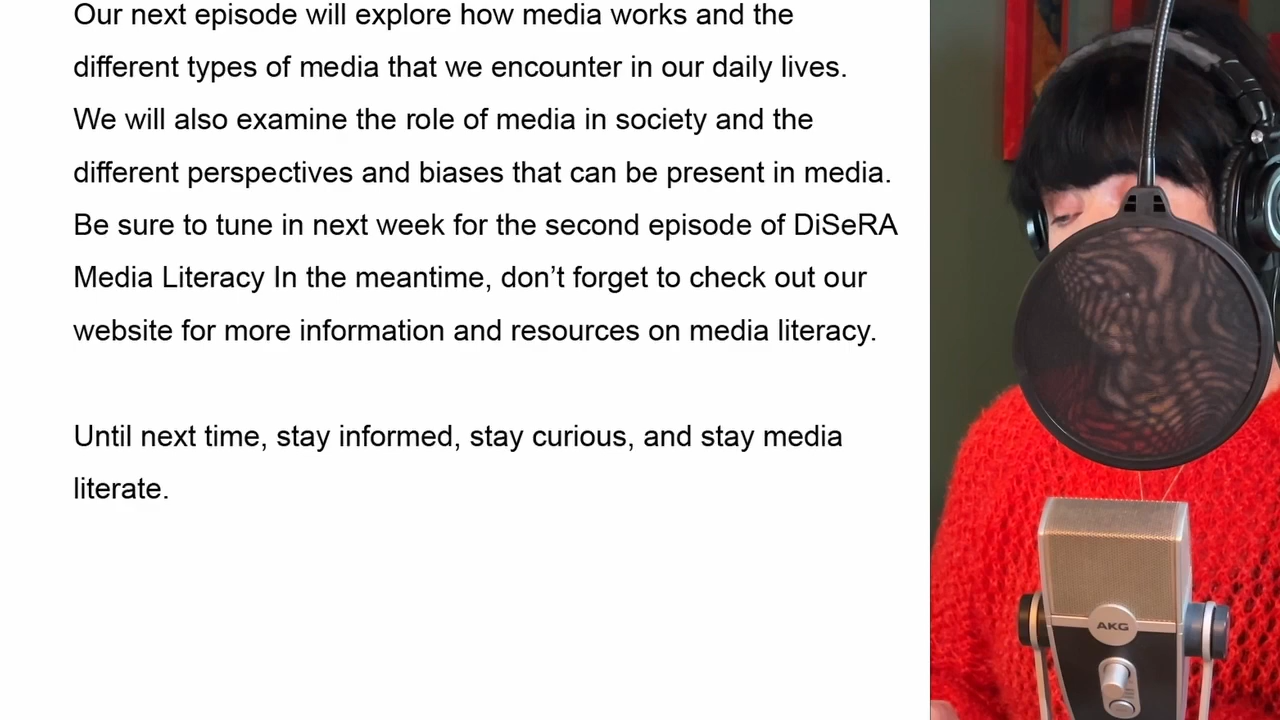 Our next episode will explore how media works and the
different types of media that we encounter in our daily lives.
We will also examine the role of media in society and the
different perspectives and biases that can be present in media.
Be sure to tune in next week for the second episode of DiSeRA
Media Literacy In the meantime, don’t forget to check out our
website for more information and resources on media literacy.
Until next time, stay informed, stay curious, and stay media
literate.
AKG